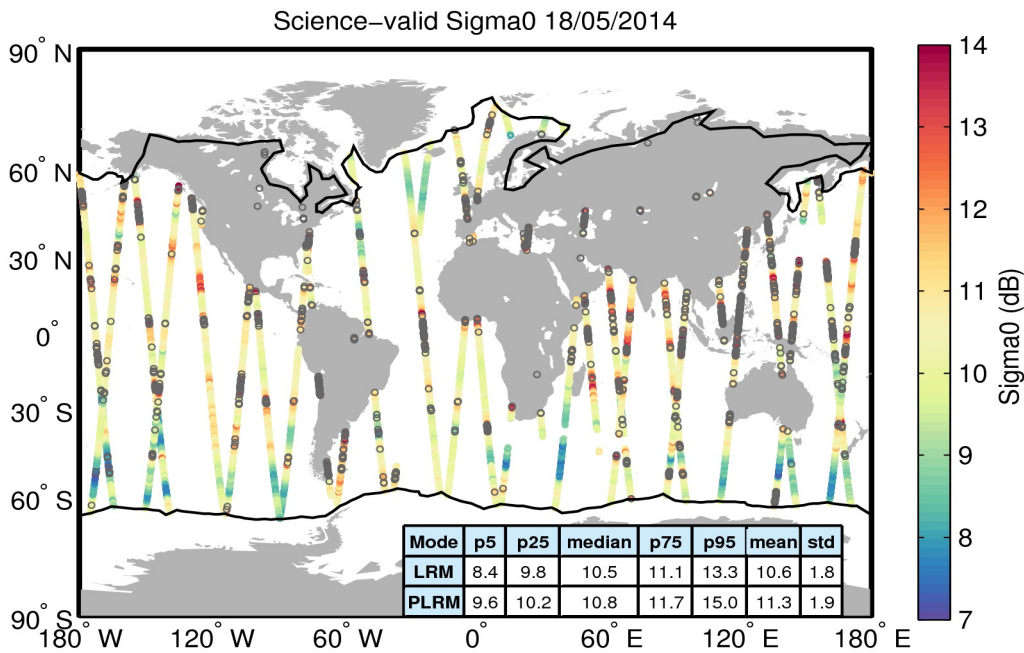 Science−valid Sigma0 18/05/2014
90° N
60° N
30° N
0°
30° S
60° S
90° S
180° W
120° W
60° W
0°
60° E
120° E
180° E
14
13
12
11
10
9
8
7
Sigma0 (dB)
Mode p5 p25 median p75 p95 mean std
LRM 8.4 9.8 10.5 11.1 13.3 10.6 1.8
PLRM 9.6 10.2 10.8 11.7 15.0 11.3 1.9